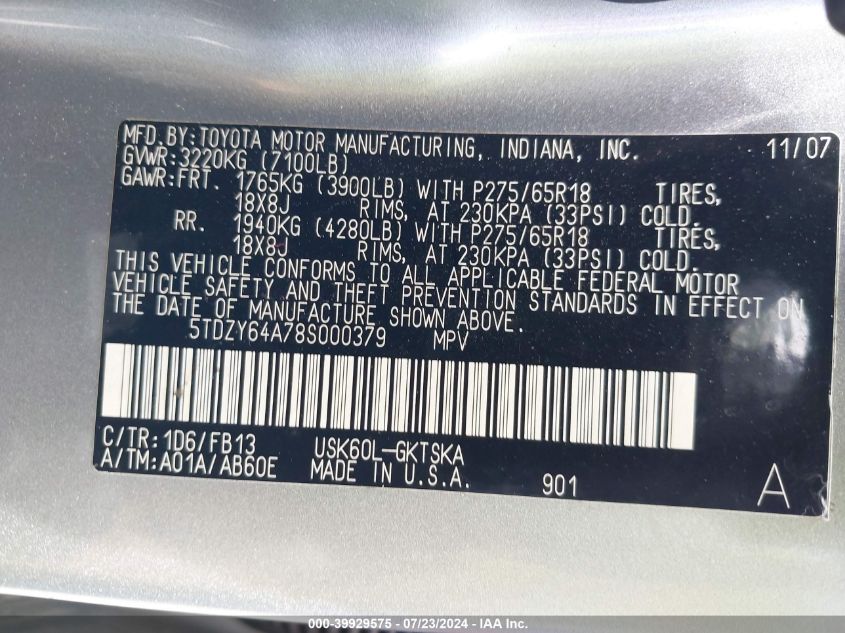 MFD.BY:TOYOTA MOTOR MANUFACTURING, INDIANA, INC. 11/07
GVWR:3220KG (7100LB)
GAWR:FRT. 1765KG (3900LB) WITH P275/65R18 TIRES,
18X8J RIMS, AT 230KPA (33PSI) COLD.
RR. 1940KG (4280LB) WITH P275/65R18 TIRES,
18X8J RIMS, AT 230KPA (33PSI) COLD.
THIS VEHICLE CONFORMS TO ALL APPLICABLE FEDERAL MOTOR
VEHICLE SAFETY AND THEFT PREVENTION STANDARDS IN EFFECT ON
THE DATE OF MANUFACTURE SHOWN ABOVE.
5TDZY64A78S000379 MPV
C/TR:1D6/FB13 USK60L-GKTSKA
A/TM:A01A/AB60E MADE IN U.S.A. 901 A
000-39929575 - 07/23/2024 - © IAA Inc.